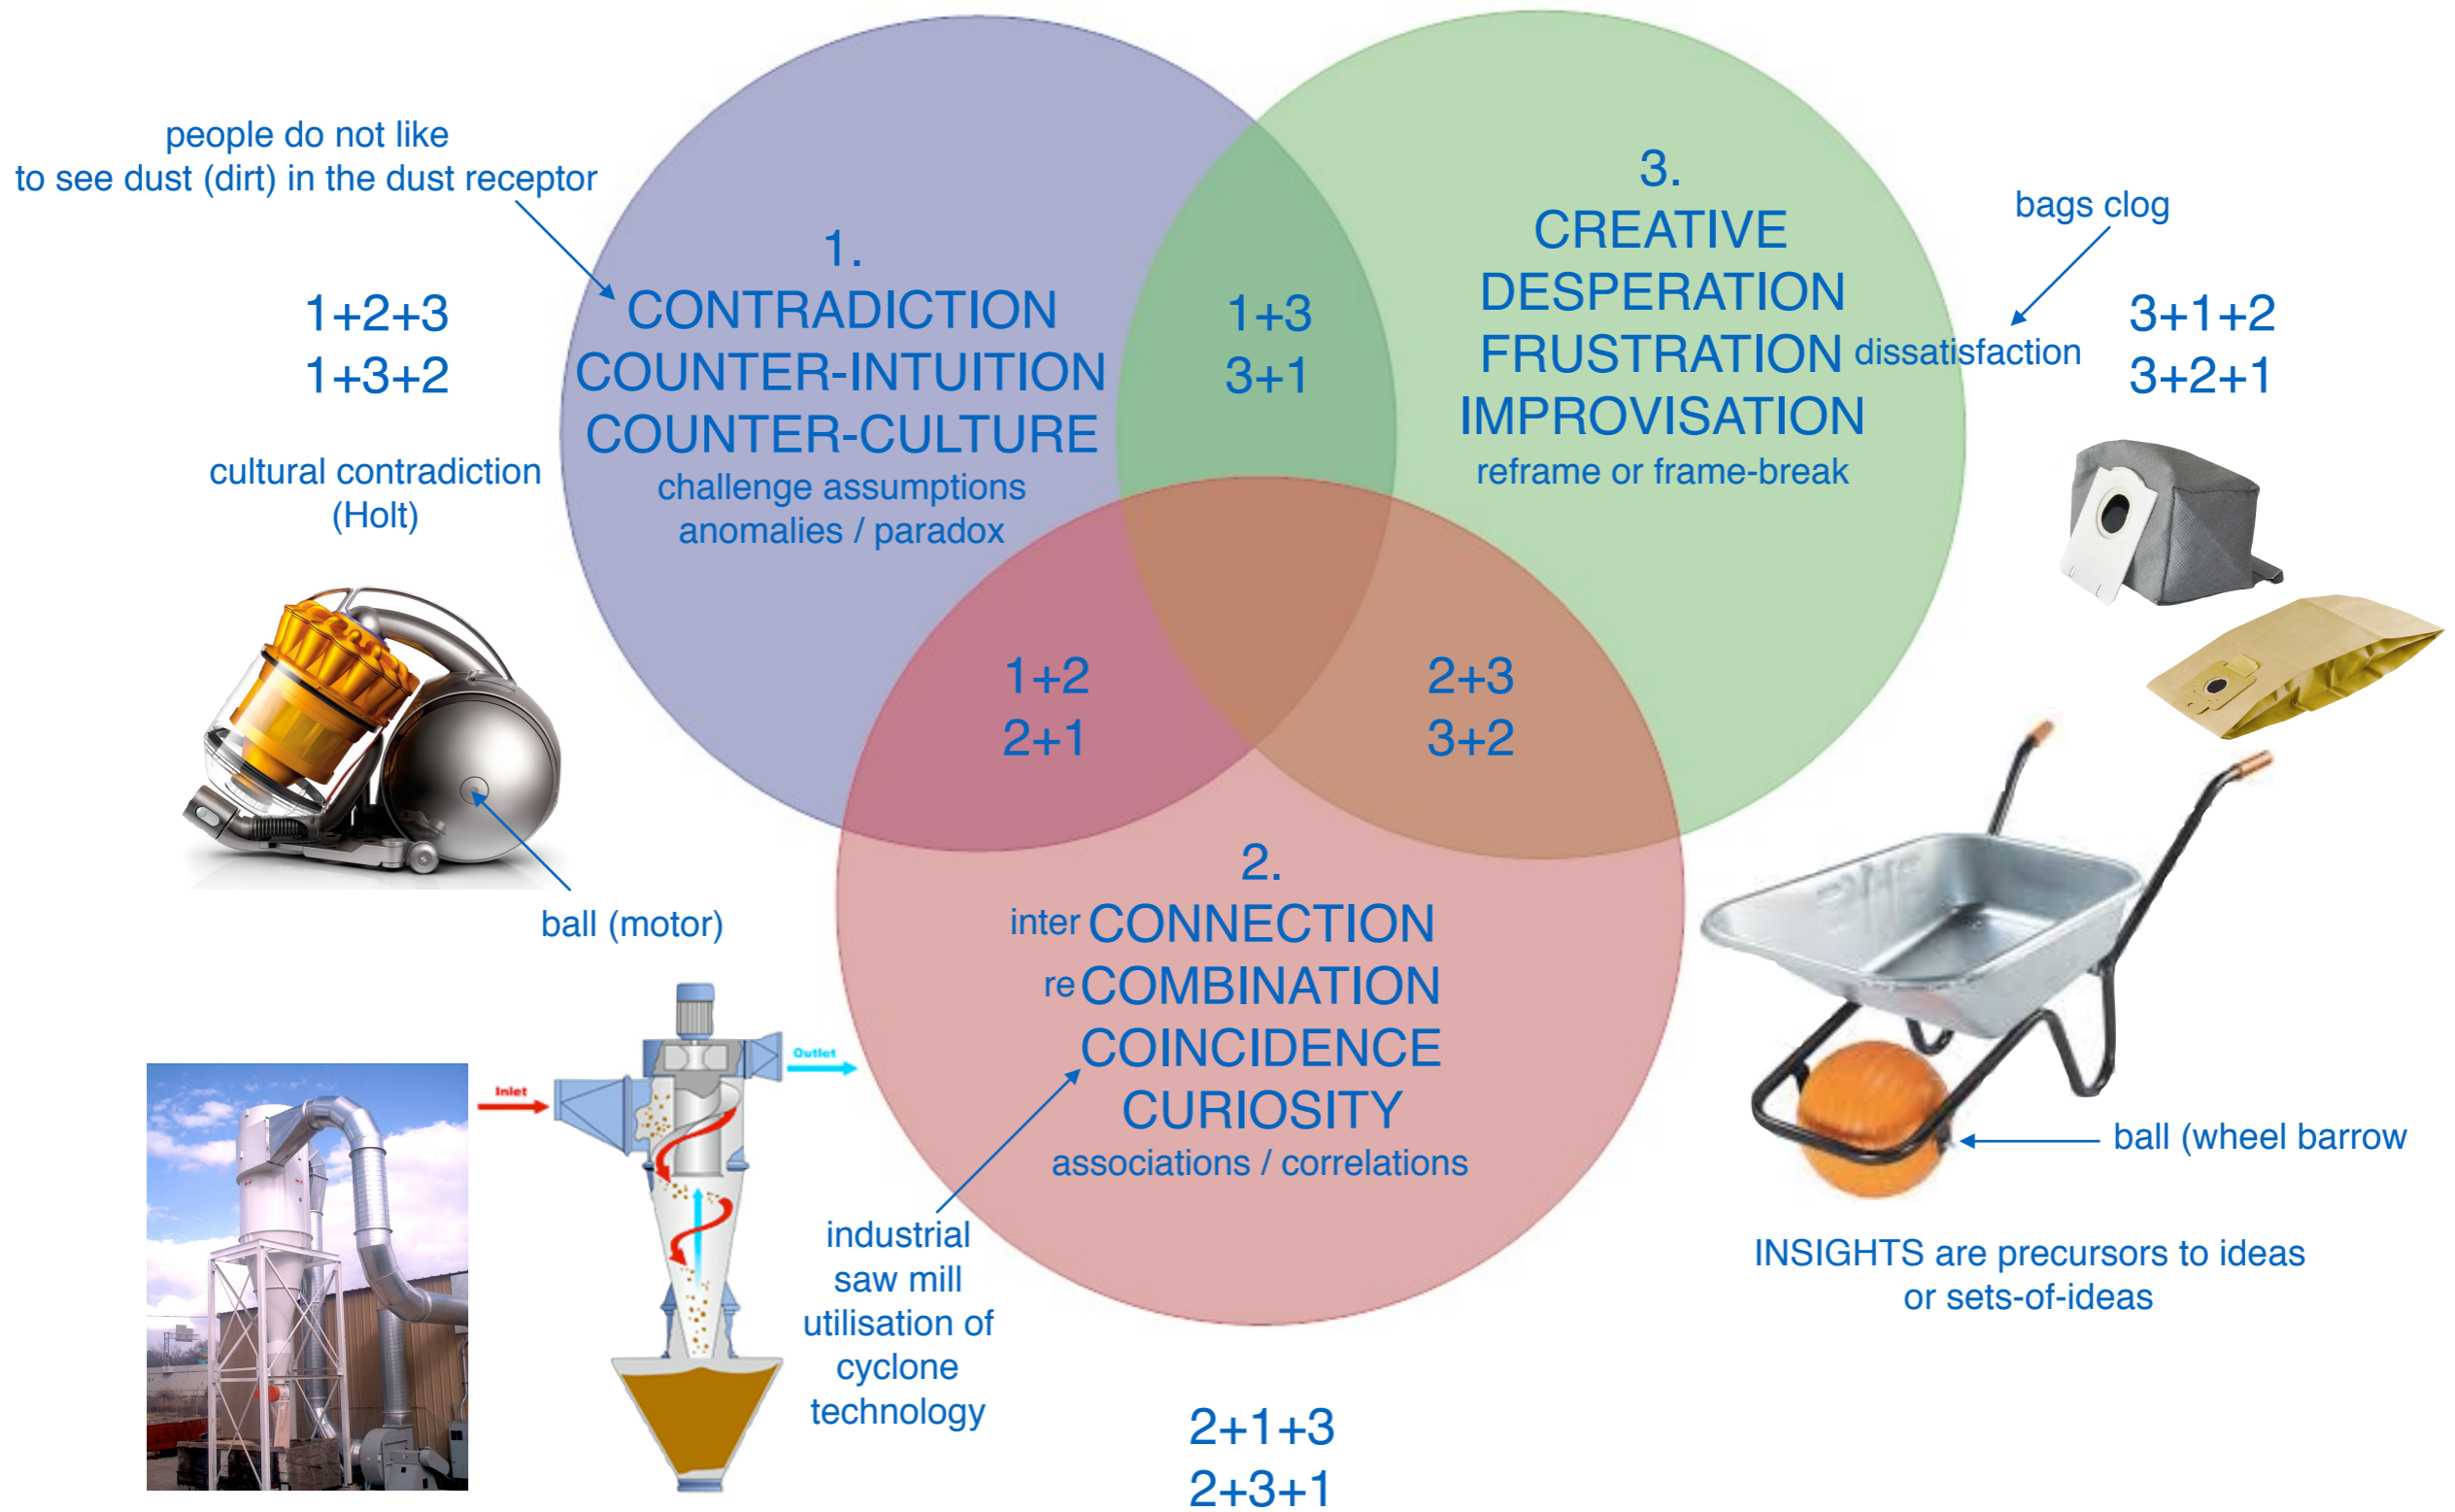 people do not like
to see dust (dirt) in the dust receptor
1+2+3
1+3+2
cultural contradiction
(Holt)
ball (motor)
1.
CONTRADICTION
COUNTER-INTUITION
COUNTER-CULTURE
challenge assumptions
anomalies / paradox
1+3
3+1
3.
CREATIVE
DESPERATION
FRUSTRATION dissatisfaction
IMPROVISATION
reframe or frame-break
bags clog
3+1+2
3+2+1
1+2
2+1
2+3
3+2
2.
inter CONNECTION
re COMBINATION
COINCIDENCE
CURIOSITY
associations / correlations
Inlet
Outlet
industrial
saw mill
utilisation of
cyclone
technology
ball (wheel barrow
INSIGHTS are precursors to ideas
or sets-of-ideas
2+1+3
2+3+1